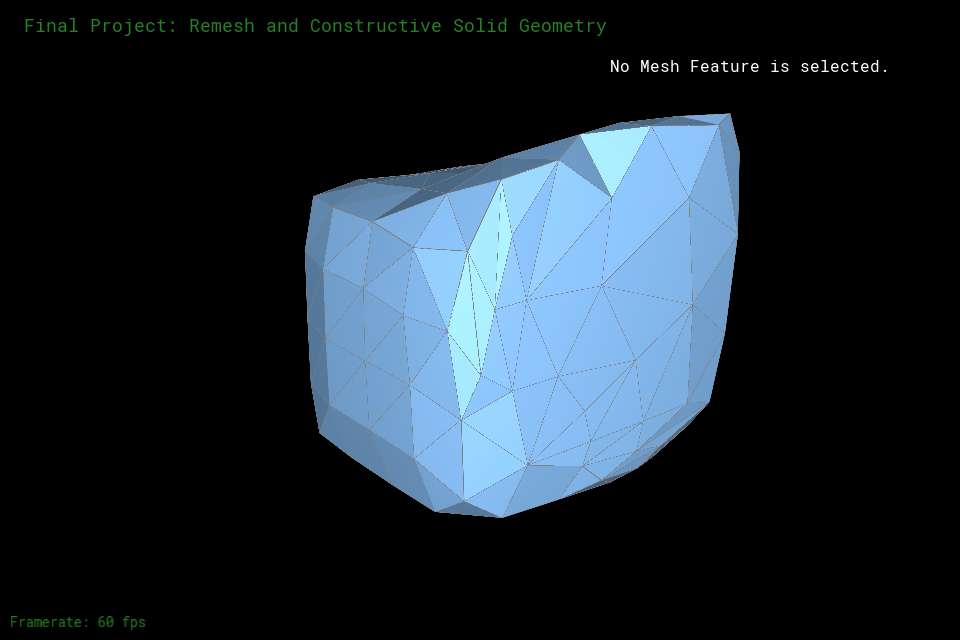 Final Project: Remesh and Constructive Solid Geometry
No Mesh Feature is selected.
Framerate: 60 fps